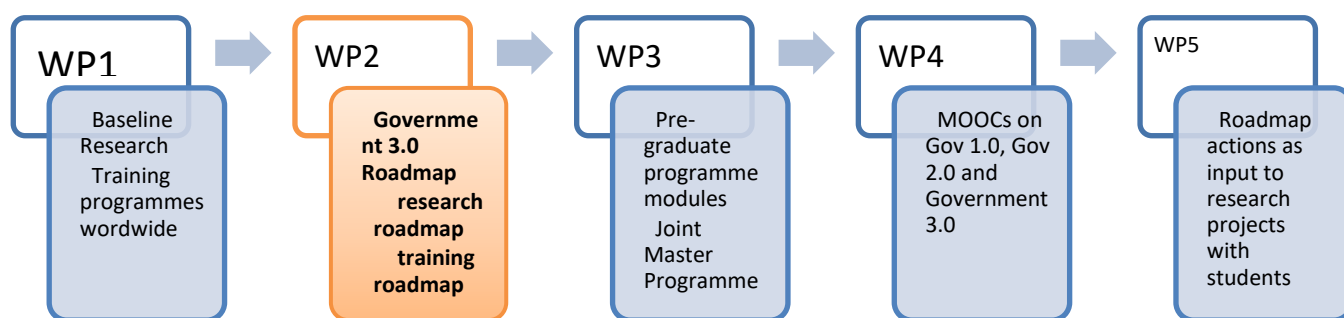 WP1
Baseline
Research
Training
programmes
wordwide
WP2
Governme
nt 3.0
Roadmap
research
roadmap
training
roadmap
WP3
Pre-
graduate
programme
modules
Joint
Master
Programme
WP4
MOOCs on
Gov 1.0, Gov
2.0 and
Government
3.0
WP5
Roadmap
actions as
input to
research
projects
with
students